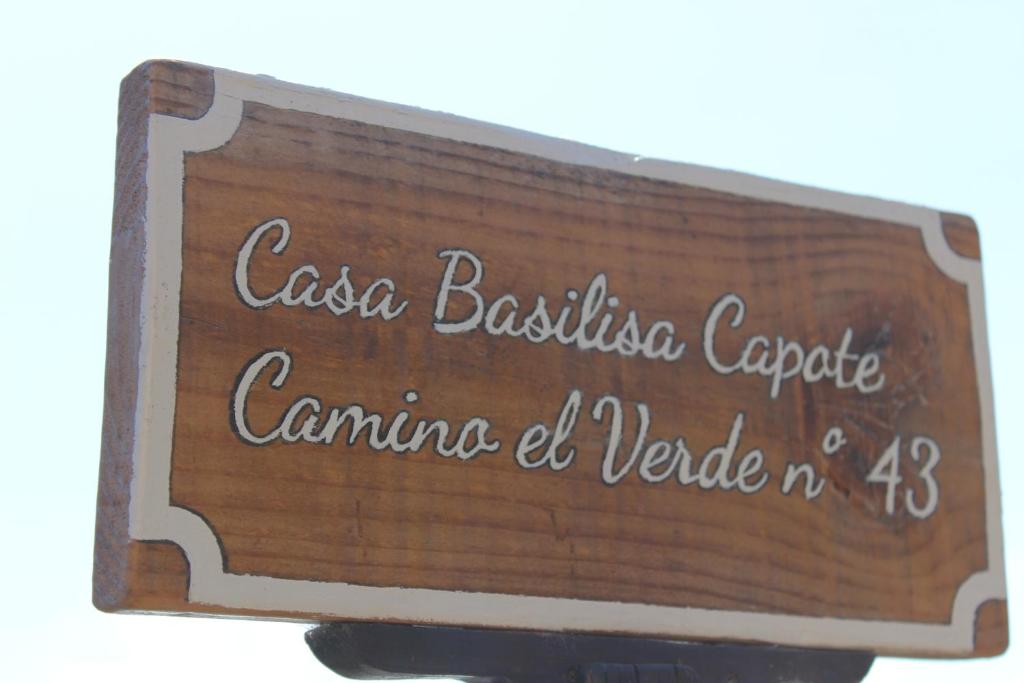 Casa Basilisa Capote
Camino el Verde nº 43